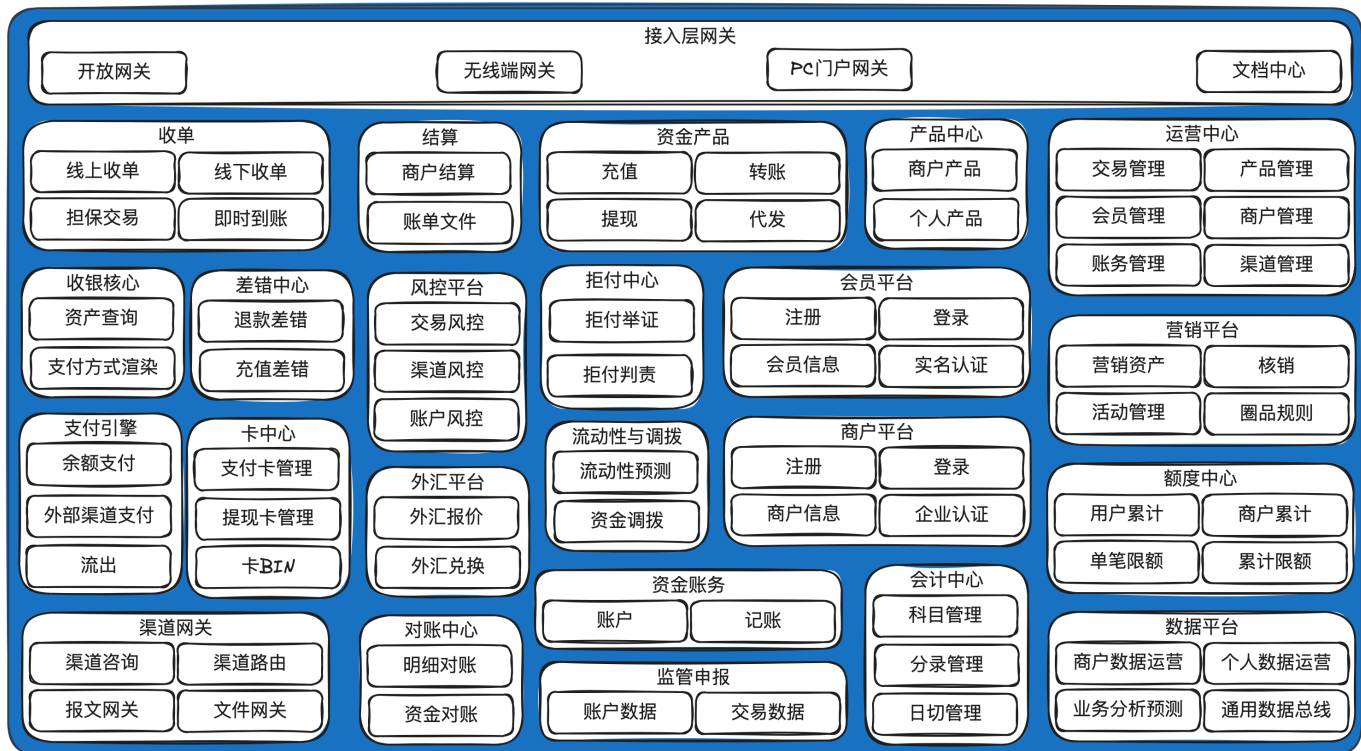 接入层网关
开放网关
无线端网关
PC门户网关
文档中心
收单
线上收单
线下收单
担保交易
即时到账
结算
商户结算
账单文件
资金产品
充值
转账
提现
代发
产品中心
商户产品
个人产品
运营中心
交易管理
产品管理
会员管理
商户管理
账务管理
渠道管理
收银核心
资产查询
支付方式渲染
差错中心
退款差错
充值差错
风控平台
交易风控
渠道风控
账户风控
拒付中心
拒付举证
拒付判责
会员平台
注册
登录
会员信息
实名认证
营销平台
营销资产
核销
活动管理
圈品规则
支付引擎
余额支付
外部渠道支付
流出
卡中心
支付卡管理
提现卡管理
卡BIN
外汇平台
外汇报价
外汇兑换
流动性与调拨
流动性预测
资金调拨
商户平台
注册
登录
商户信息
企业认证
额度中心
用户累计
商户累计
单笔限额
累计限额
渠道网关
渠道咨询
渠道路由
报文网关
文件网关
对账中心
明细对账
资金对账
资金账务
账户
记账
监管申报
账户数据
交易数据
会计中心
科目管理
分录管理
日切管理
数据平台
商户数据运营
个人数据运营
业务分析预测
通用数据总线